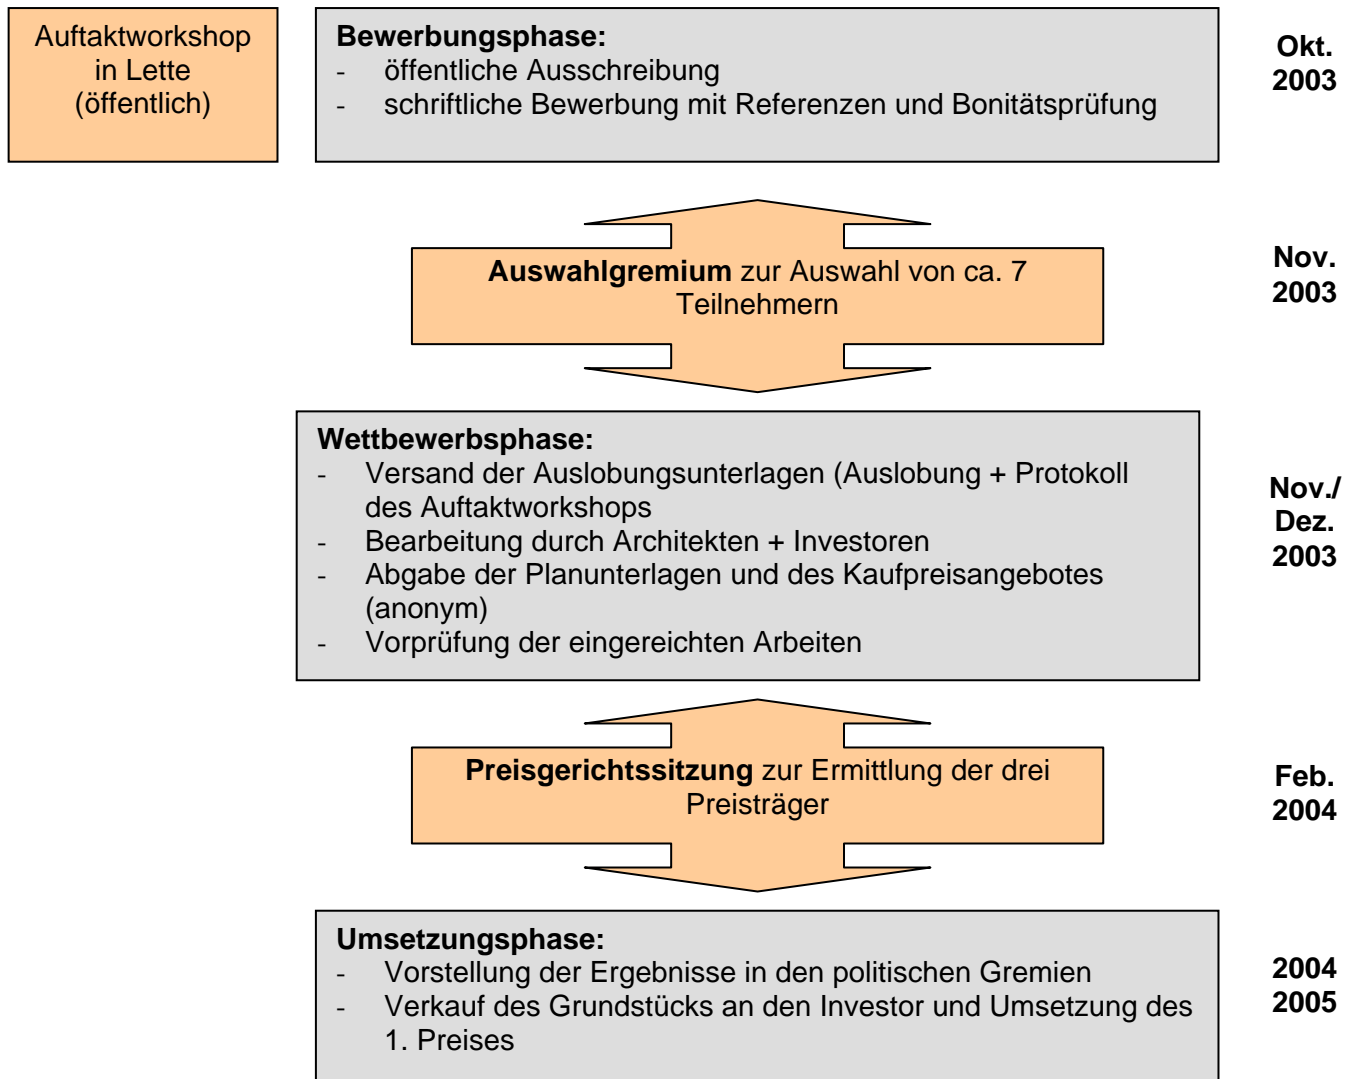 Auftaktworkshop
in Lette
(öffentlich)
Bewerbungsphase:
- öffentliche Ausschreibung
- schriftliche Bewerbung mit Referenzen und Bonitätsprüfung
Okt.
2003
Auswahlgremium zur Auswahl von ca. 7
Teilnehmern
Nov.
2003
Wettbewerbsphase:
- Versand der Auslobungsunterlagen (Auslobung + Protokoll
des Auftaktworkshops
- Bearbeitung durch Architekten + Investoren
- Abgabe der Planunterlagen und des Kaufpreisangebotes
(anonym)
- Vorprüfung der eingereichten Arbeiten
Nov./
Dez.
2003
Preisgerichtssitzung zur Ermittlung der drei
Preisträger
Feb.
2004
Umsetzungsphase:
- Vorstellung der Ergebnisse in den politischen Gremien
- Verkauf des Grundstücks an den Investor und Umsetzung des
1. Preises
2004
2005